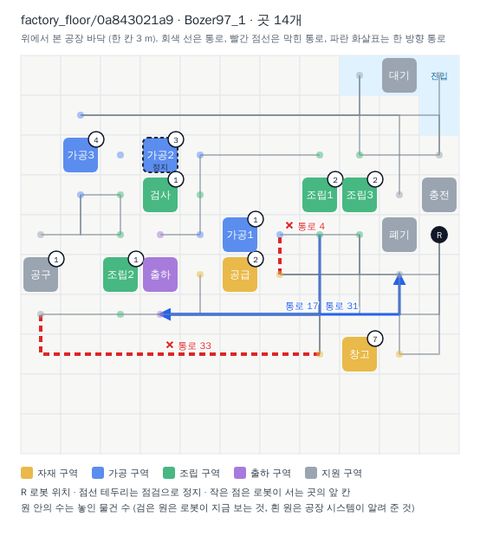 factory_floor/0a843021a9 · Bozer97_1 · 곳 14개
위에서 본 공장 바닥 (한 칸 3 m). 회색 선은 통로, 빨간 점선은 막힌 통로, 파란 화살표는 한 방향 통로
대기
전립
4
3
가공3
가공2
정지
1
2
2
검사
조립1
조립3
충전
1
✕ 통로 4
가공1
폐기
R
1
1
2
공구
조립2
출하
공급
통로 17
통로 31
✕ 통로 33
7
창고
자재 구역
가공 구역
조립 구역
출하 구역
지원 구역
R 로봇 위치 · 점선 테두리는 점검으로 정지 · 작은 점은 로봇이 서는 곳의 앞 칸
원 안의 수는 놓인 물건 수 (검은 원은 로봇이 지금 보는 것, 흰 원은 공장 시스템이 알려 준 것)